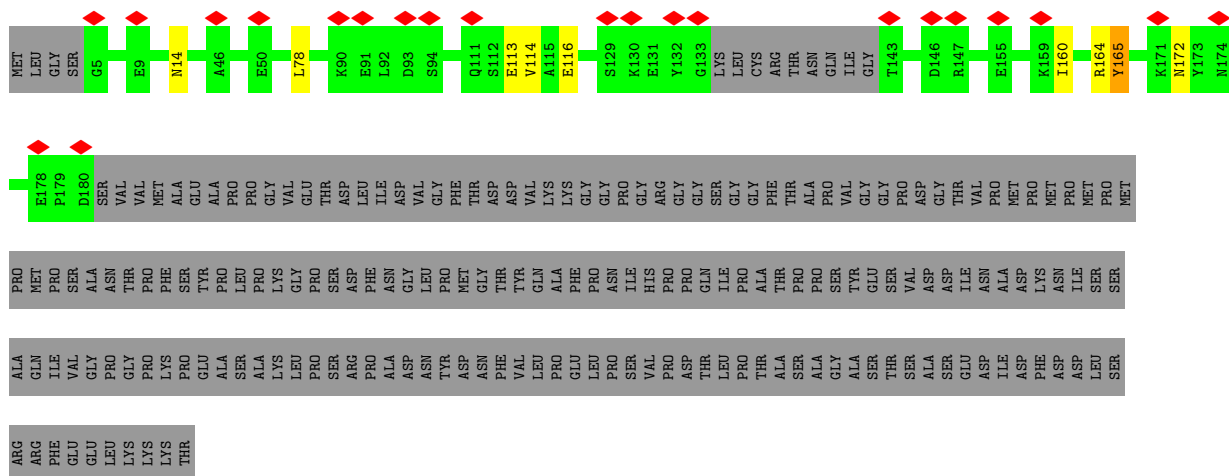 MET LEU GLY SER G5 E9 N14 A46 E50 L78 K90 E91 L92 D93 S94 Q111 S112 E113 V114 A115 E116 S129 K130 E131 Y132 G133 LYS LEU CYS ARG THR ASN GLN ILE GLY T143 D146 R147 E155 K159 I160 R164 Y165 K171 N172 Y173 N174
E178 P179 D180 SER VAL VAL MET ALA GLU ALA PRO PRO GLY VAL GLU THR ASP LEU ILE ASP VAL GLY PHE THR ASP ASP VAL LYS LYS GLY GLY PRO GLY ARG GLY GLY SER GLY GLY PHE THR ALA PRO VAL GLY GLY PRO ASP GLY THR VAL PRO MET PRO MET PRO MET PRO MET
PRO MET PRO SER ALA ASN THR PRO PHE SER TYR PRO LEU PRO LYS GLY PRO SER ASP PHE ASN GLY LEU PRO MET GLY THR TYR GLN ALA PHE PRO ASN ILE HIS PRO PRO GLN ILE PRO ALA THR PRO PRO SER TYR GLU SER VAL ASP ASP ILE ASN ALA ASP LYS ASN ILE SER SER
ALA GLN ILE VAL GLY PRO GLY PRO LYS PRO GLU ALA SER ALA LYS LEU PRO SER ARG PRO ALA ASP ASN TYR ASP ASN PHE VAL LEU PRO GLU LEU PRO SER VAL PRO ASP THR LEU PRO THR ALA SER ALA GLY ALA SER THR SER ALA SER GLU ASP ILE ASP PHE ASP ASP LEU SER
ARG ARG PHE GLU GLU LEU LYS LYS LYS THR